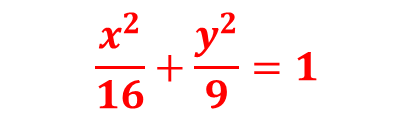 x²/16 + y²/9 = 1